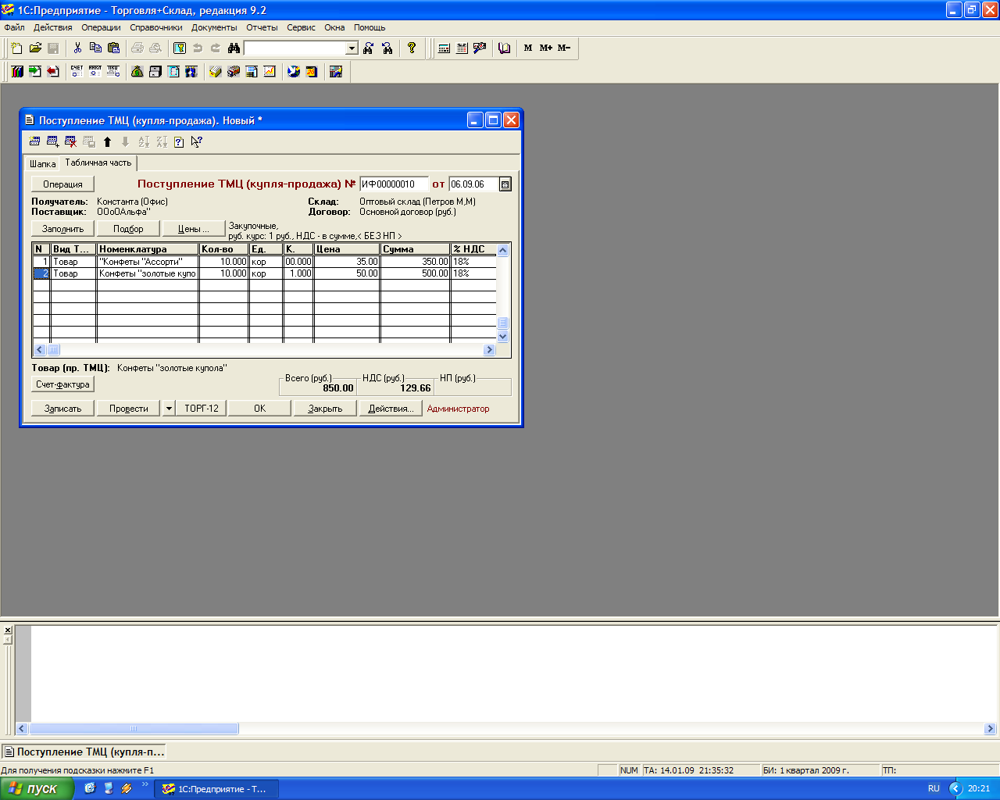 1С:Предприятие - Торговля+Склад, редакция 9.2
Файл Действия Операции Справочники Документы Отчеты Сервис Окна Помощь
M M+ M−
СЧЕТ НАКЛ ПКО
Поступление ТМЦ (купля-продажа). Новый *
Шапка Табличная часть
Операция Поступление ТМЦ (купля-продажа) № ИФ00000010 от 06.09.06
Получатель: Константа (Офис) Склад: Оптовый склад (Петров М,М)
Поставщик: ООоОАльфа" Договор: Основной договор (руб.)
Заполнить Подбор Цены ... Закупочные,
руб. курс: 1 руб., НДС - в сумме,< БЕЗ НП >
N Вид Т... Номенклатура Кол-во Ед. К. Цена Сумма % НДС
1 Товар "Конфеты "Ассорти" 10.000 кор 00.000 35.00 350.00 18%
2 Товар Конфеты "золотые купо 10.000 кор 1.000 50.00 500.00 18%
Товар (пр. ТМЦ): Конфеты "золотые купола"
Счет-фактура Всего (руб.) НДС (руб.) НП (руб.)
850.00 129.66
Записать Провести ТОРГ-12 OK Закрыть Действия... Администратор
Поступление ТМЦ (купля-п...
Для получения подсказки нажмите F1 NUM ТА: 14.01.09 21:35:32 БИ: 1 квартал 2009 г. ТП:
пуск 1С:Предприятие - Т... RU 20:21